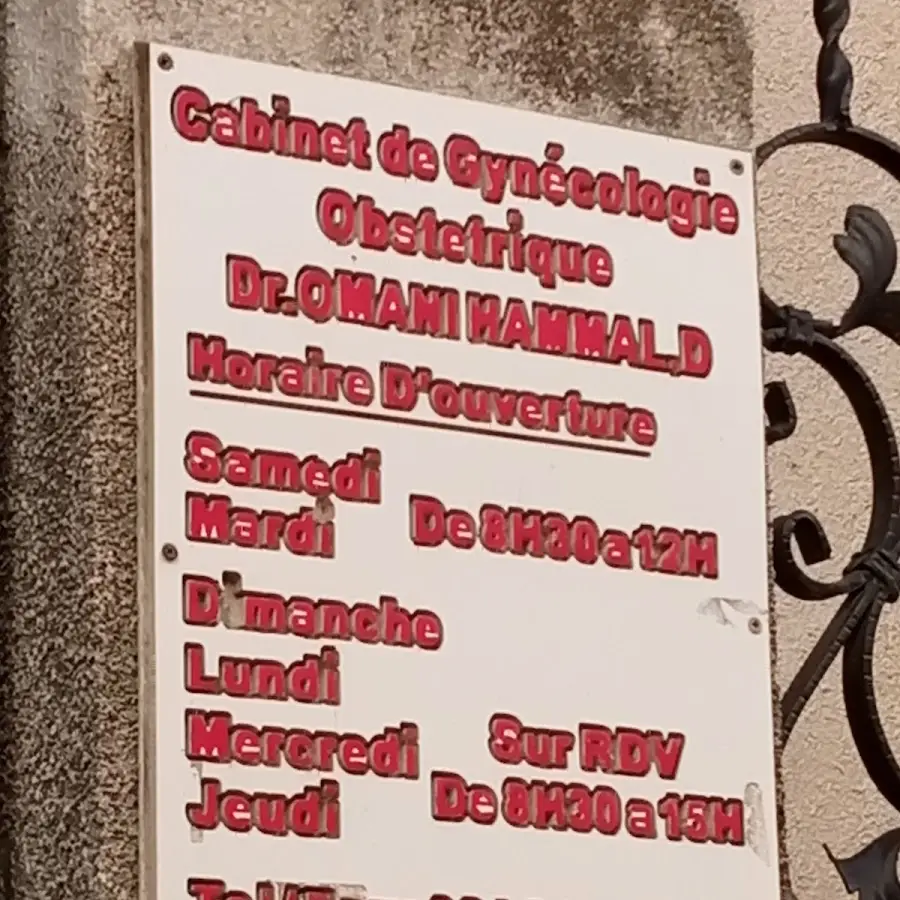 Cabinet de Gynécologie
Obstetrique
Dr.OMANI HAMMAL.D
Horaire D'ouverture
Samedi
Mardi De 8H30 a 12H
Dimanche
Lundi
Mercredi Sur RDV
Jeudi De 8H30 a 15H